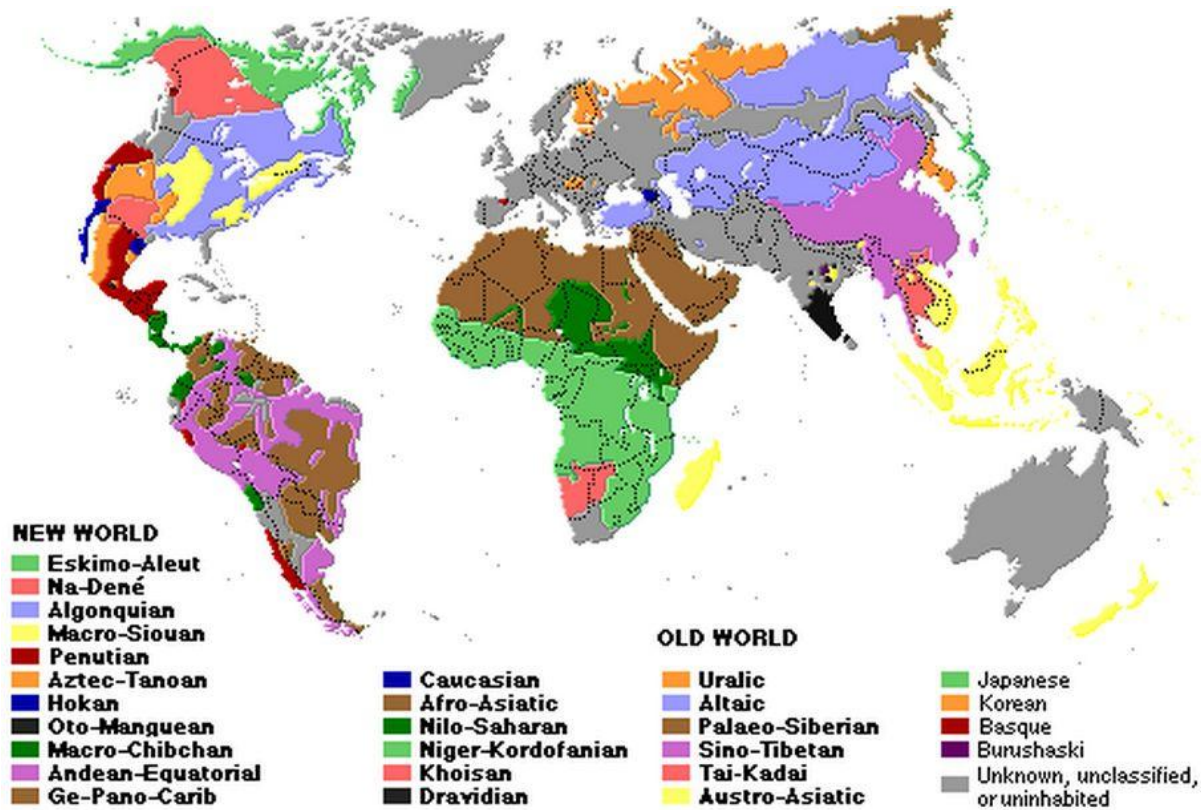 NEW WORLD
Eskimo-Aleut
Na-Dené
Algonquian
Macro-Siouan
Penutian
Aztec-Tanoan
Hokan
Oto-Manguean
Macro-Chibchan
Andean-Equatorial
Ge-Pano-Carib
Caucasian
Afro-Asiatic
Nilo-Saharan
Niger-Kordofanian
Khoisan
Dravidian
OLD WORLD
Uralic
Altaic
Palaeo-Siberian
Sino-Tibetan
Tai-Kadai
Austro-Asiatic
Japanese
Korean
Basque
Burushaski
Unknown, unclassified,
or uninhabited